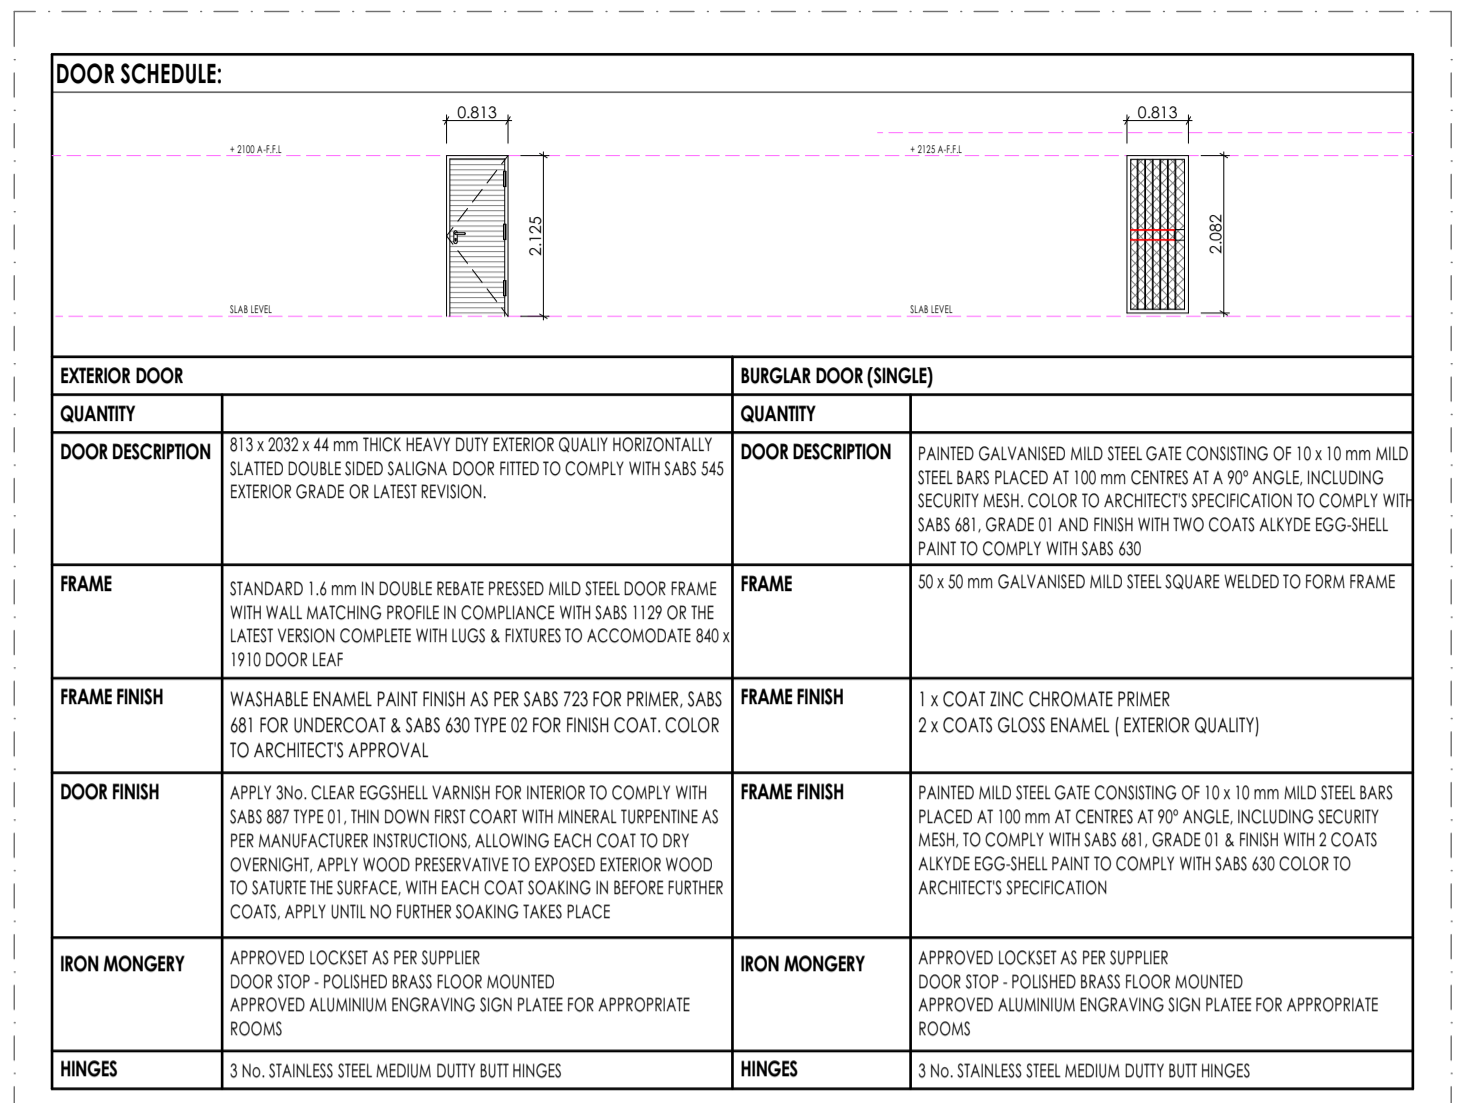 DOOR SCHEDULE:
0.813
0.813
+ 2100 A-F.F.L
+ 2125 A-F.F.L
2.125
2.082
SLAB LEVEL
SLAB LEVEL
EXTERIOR DOOR
QUANTITY
DOOR DESCRIPTION
813 x 2032 x 44 mm THICK HEAVY DUTY EXTERIOR QUALIY HORIZONTALLY
SLATTED DOUBLE SIDED SALIGNA DOOR FITTED TO COMPLY WITH SABS 545
EXTERIOR GRADE OR LATEST REVISION.
FRAME
STANDARD 1.6 mm IN DOUBLE REBATE PRESSED MILD STEEL DOOR FRAME
WITH WALL MATCHING PROFILE IN COMPLIANCE WITH SABS 1129 OR THE
LATEST VERSION COMPLETE WITH LUGS & FIXTURES TO ACCOMODATE 840 x
1910 DOOR LEAF
FRAME FINISH
WASHABLE ENAMEL PAINT FINISH AS PER SABS 723 FOR PRIMER, SABS
681 FOR UNDERCOAT & SABS 630 TYPE 02 FOR FINISH COAT. COLOR
TO ARCHITECT'S APPROVAL
DOOR FINISH
APPLY 3No. CLEAR EGGSHELL VARNISH FOR INTERIOR TO COMPLY WITH
SABS 887 TYPE 01, THIN DOWN FIRST COART WITH MINERAL TURPENTINE AS
PER MANUFACTURER INSTRUCTIONS, ALLOWING EACH COAT TO DRY
OVERNIGHT, APPLY WOOD PRESERVATIVE TO EXPOSED EXTERIOR WOOD
TO SATURTE THE SURFACE, WITH EACH COAT SOAKING IN BEFORE FURTHER
COATS, APPLY UNTIL NO FURTHER SOAKING TAKES PLACE
IRON MONGERY
APPROVED LOCKSET AS PER SUPPLIER
DOOR STOP - POLISHED BRASS FLOOR MOUNTED
APPROVED ALUMINIUM ENGRAVING SIGN PLATEE FOR APPROPRIATE
ROOMS
HINGES
3 No. STAINLESS STEEL MEDIUM DUTTY BUTT HINGES
BURGLAR DOOR (SINGLE)
QUANTITY
DOOR DESCRIPTION
PAINTED GALVANISED MILD STEEL GATE CONSISTING OF 10 x 10 mm MILD
STEEL BARS PLACED AT 100 mm CENTRES AT A 90° ANGLE, INCLUDING
SECURITY MESH. COLOR TO ARCHITECT'S SPECIFICATION TO COMPLY WITH
SABS 681, GRADE 01 AND FINISH WITH TWO COATS ALKYDE EGG-SHELL
PAINT TO COMPLY WITH SABS 630
FRAME
50 x 50 mm GALVANISED MILD STEEL SQUARE WELDED TO FORM FRAME
FRAME FINISH
1 x COAT ZINC CHROMATE PRIMER
2 x COATS GLOSS ENAMEL ( EXTERIOR QUALITY)
FRAME FINISH
PAINTED MILD STEEL GATE CONSISTING OF 10 x 10 mm MILD STEEL BARS
PLACED AT 100 mm AT CENTRES AT 90° ANGLE, INCLUDING SECURITY
MESH, TO COMPLY WITH SABS 681, GRADE 01 & FINISH WITH 2 COATS
ALKYDE EGG-SHELL PAINT TO COMPLY WITH SABS 630 COLOR TO
ARCHITECT'S SPECIFICATION
IRON MONGERY
APPROVED LOCKSET AS PER SUPPLIER
DOOR STOP - POLISHED BRASS FLOOR MOUNTED
APPROVED ALUMINIUM ENGRAVING SIGN PLATEE FOR APPROPRIATE
ROOMS
HINGES
3 No. STAINLESS STEEL MEDIUM DUTTY BUTT HINGES